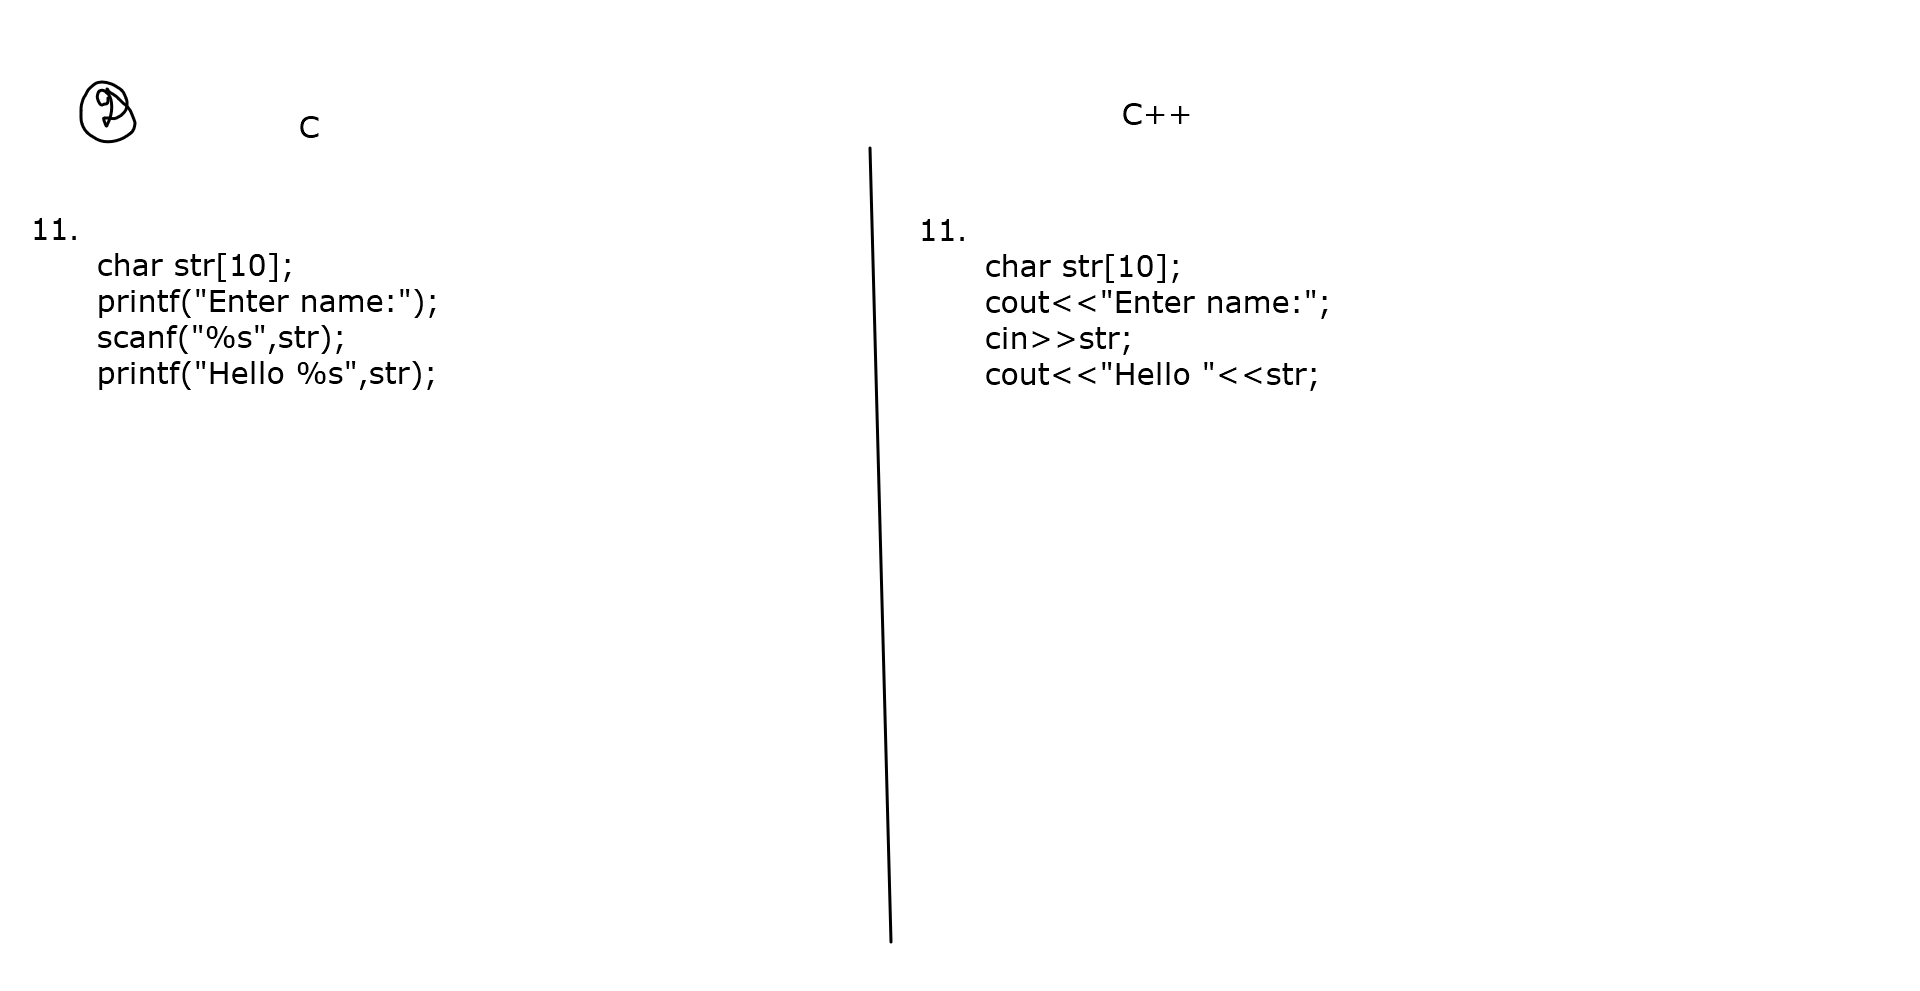 C
11.
char str[10];
printf("Enter name:");
scanf("%s",str);
printf("Hello %s",str);
C++
11.
char str[10];
cout<<"Enter name:";
cin>>str;
cout<<"Hello "<<str;